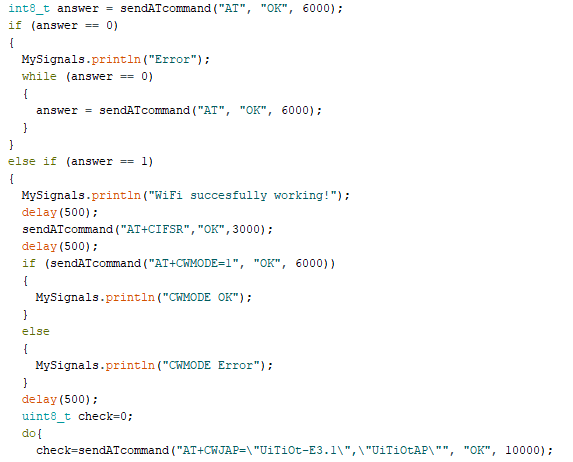 int8_t answer = sendATcommand("AT", "OK", 6000);
if (answer == 0)
{
  MySignals.println("Error");
  while (answer == 0)
  {
    answer = sendATcommand("AT", "OK", 6000);
  }
}
else if (answer == 1)
{
  MySignals.println("WiFi succesfully working!");
  delay(500);
  sendATcommand("AT+CIFSR","OK",3000);
  delay(500);
  if (sendATcommand("AT+CWMODE=1", "OK", 6000))
  {
    MySignals.println("CWMODE OK");
  }
  else
  {
    MySignals.println("CWMODE Error");
  }
  delay(500);
  uint8_t check=0;
  do{
    check=sendATcommand("AT+CWJAP=\"UiTiOt-E3.1\",\"UiTiOtAP\"", "OK", 10000);